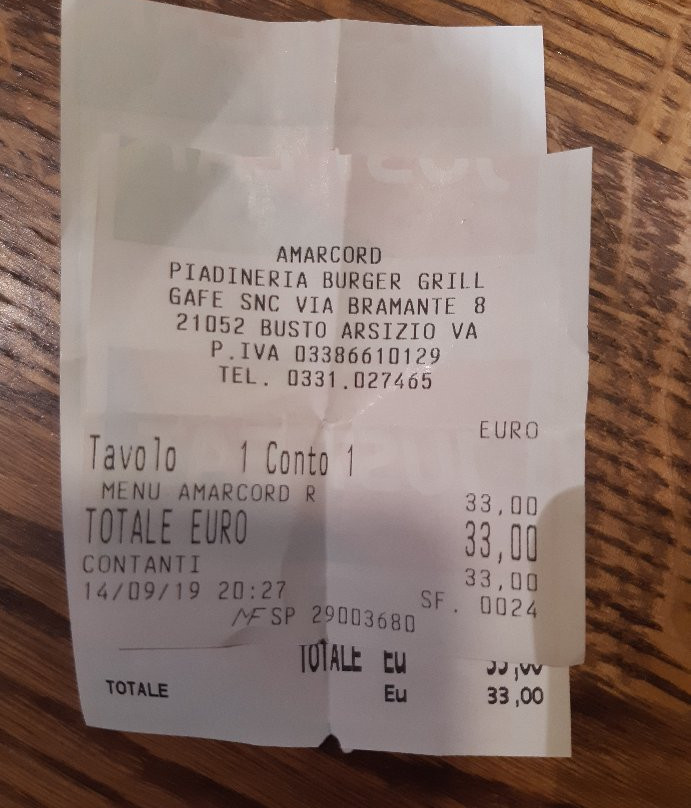 AMARCORD
PIADINERIA BURGER GRILL
GAFE SNC VIA BRAMANTE 8
21052 BUSTO ARSIZIO VA
P.IVA 03386610129
TEL. 0331.027465
EURO
Tavolo 1 Conto 1
MENU AMARCORD R 33,00
TOTALE EURO 33,00
CONTANTI 33,00
14/09/19 20:27 SF. 0024
MF SP 29003680
TOTALE Eu 33,00
TOTALE Eu 33,00